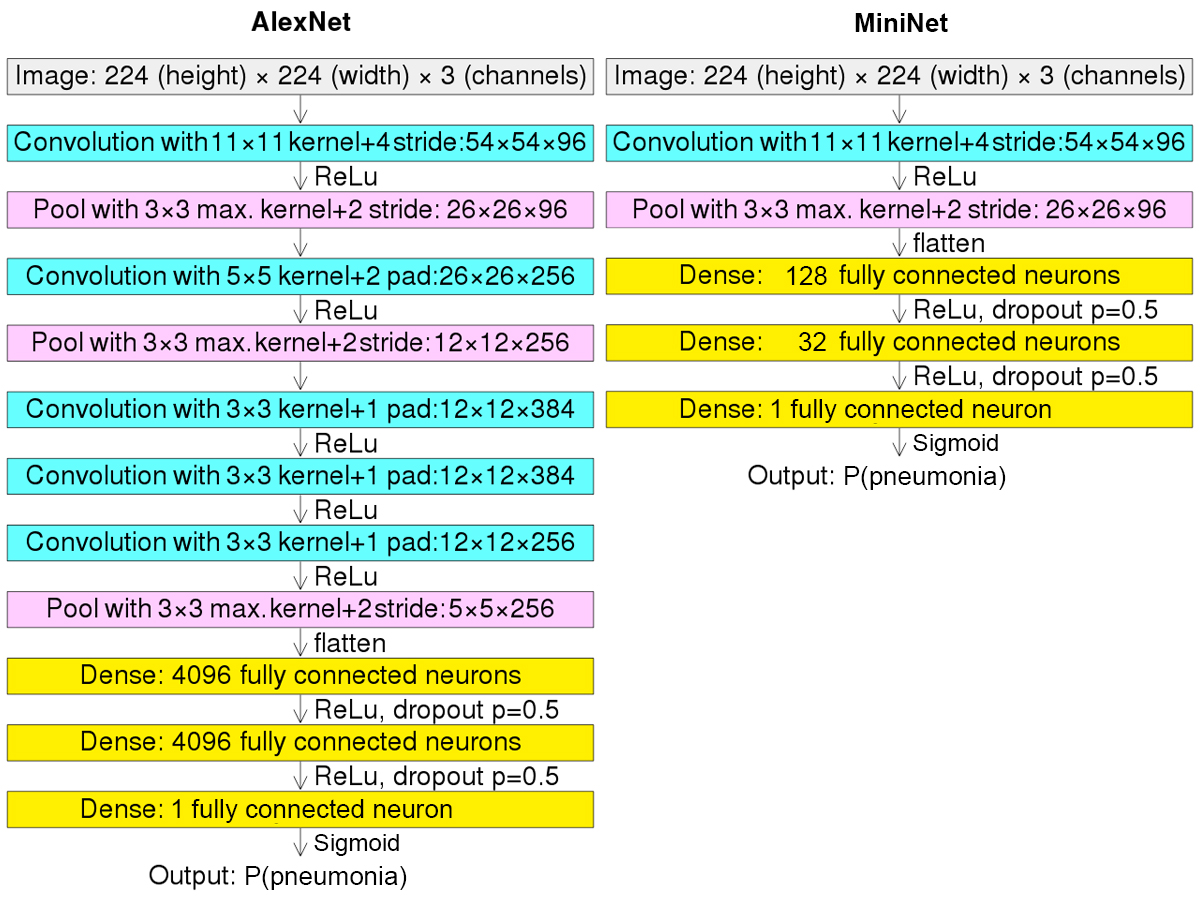 AlexNet
Image: 224 (height) × 224 (width) × 3 (channels)
Convolution with 11×11 kernel+4 stride:54×54×96
ReLu
Pool with 3×3 max. kernel+2 stride: 26×26×96
Convolution with 5×5 kernel+2 pad:26×26×256
ReLu
Pool with 3×3 max. kernel+2 stride:12×12×256
Convolution with 3×3 kernel+1 pad:12×12×384
ReLu
Convolution with 3×3 kernel+1 pad:12×12×384
ReLu
Convolution with 3×3 kernel+1 pad:12×12×256
ReLu
Pool with 3×3 max. kernel+2 stride:5×5×256
flatten
Dense: 4096 fully connected neurons
ReLu, dropout p=0.5
Dense: 4096 fully connected neurons
ReLu, dropout p=0.5
Dense: 1 fully connected neuron
Sigmoid
Output: P(pneumonia)
MiniNet
Image: 224 (height) × 224 (width) × 3 (channels)
Convolution with 11×11 kernel+4 stride:54×54×96
ReLu
Pool with 3×3 max. kernel+2 stride: 26×26×96
flatten
Dense: 128 fully connected neurons
ReLu, dropout p=0.5
Dense: 32 fully connected neurons
ReLu, dropout p=0.5
Dense: 1 fully connected neuron
Sigmoid
Output: P(pneumonia)